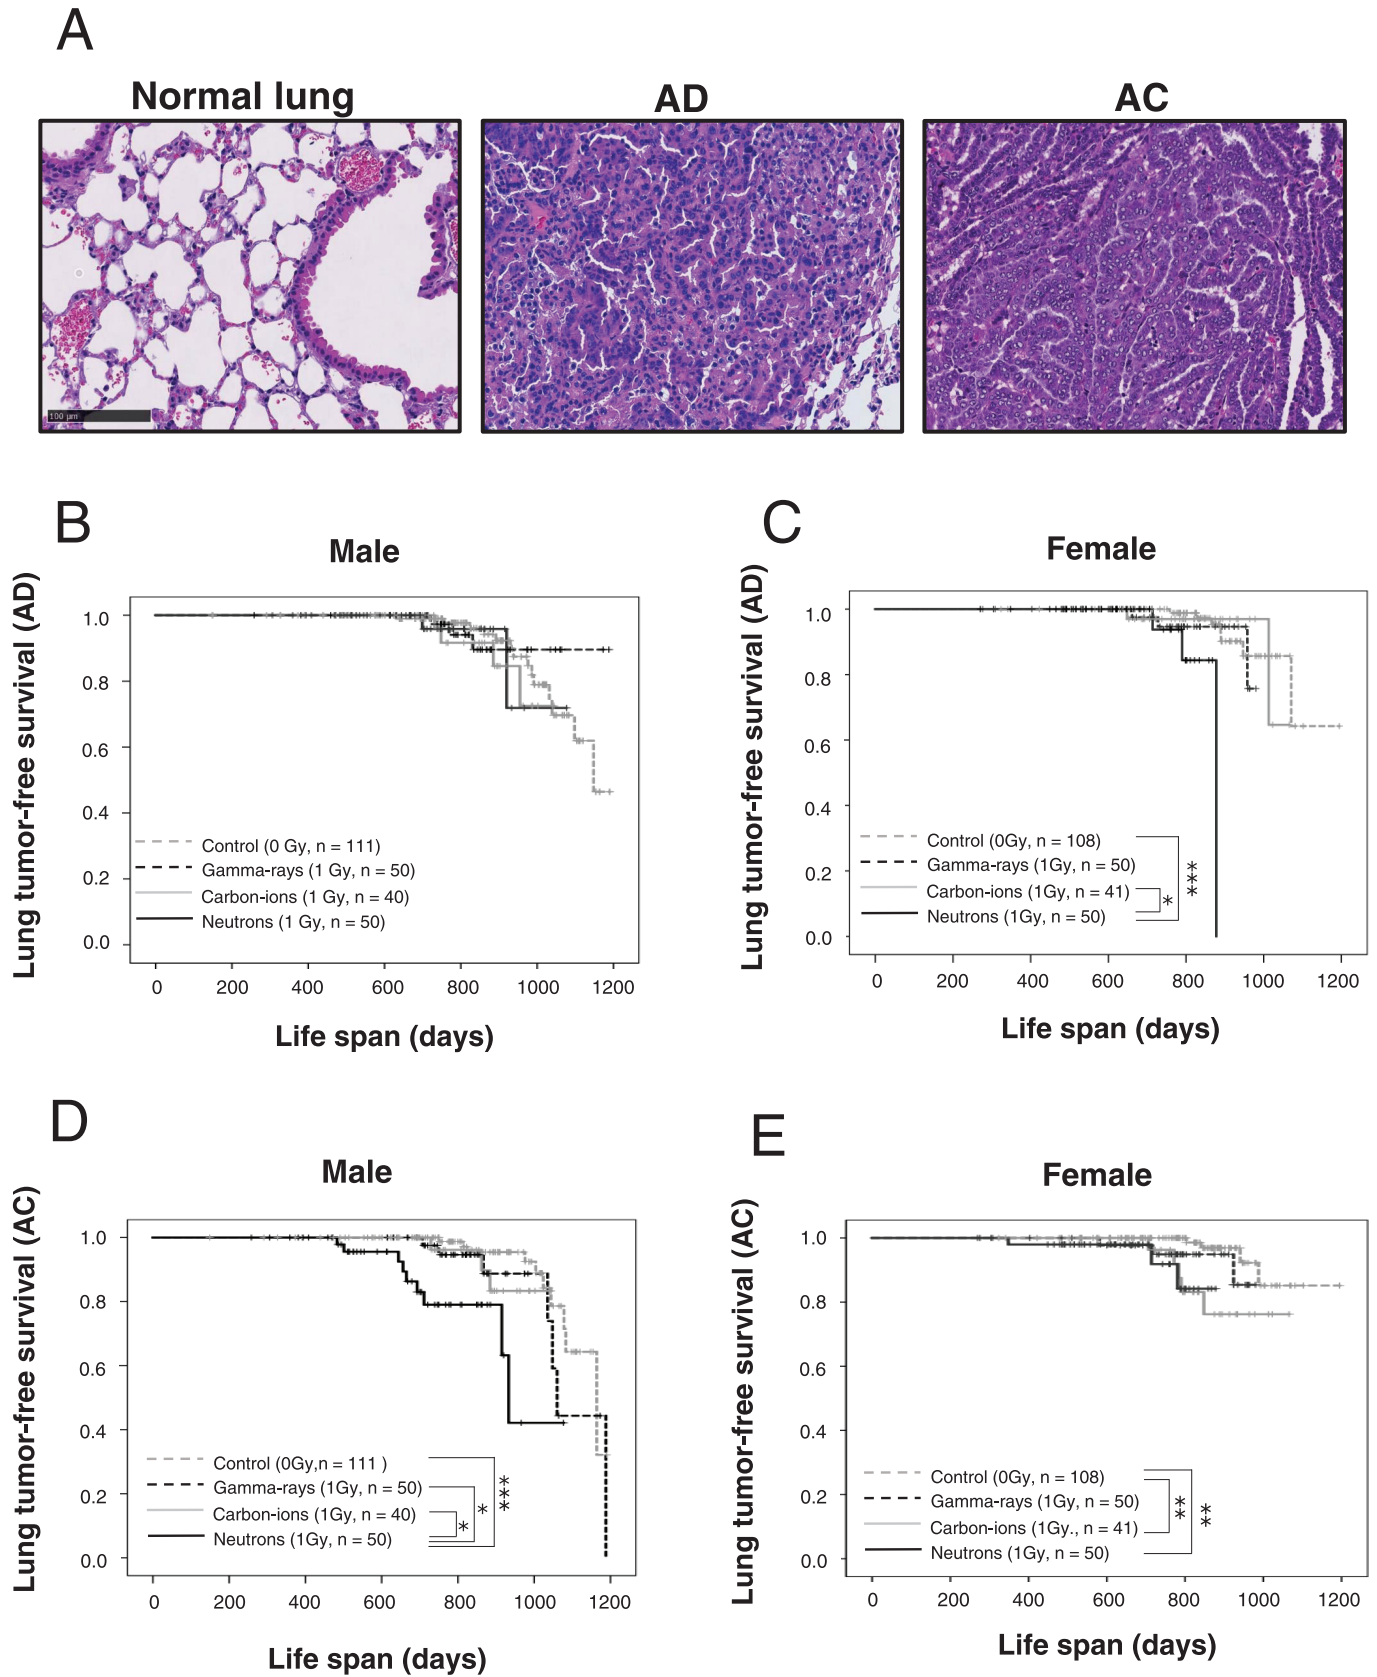 A
Normal lung
AD
AC
100 µm
B
Male
Lung tumor-free survival (AD)
1.0
0.8
0.6
0.4
0.2
0.0
Control (0 Gy, n = 111)
Gamma-rays (1 Gy, n = 50)
Carbon-ions (1 Gy, n = 40)
Neutrons (1 Gy, n = 50)
0 200 400 600 800 1000 1200
Life span (days)
C
Female
Lung tumor-free survival (AD)
1.0
0.8
0.6
0.4
0.2
0.0
Control (0Gy, n = 108)
Gamma-rays (1Gy, n = 50)
Carbon-ions (1Gy, n = 41)
Neutrons (1Gy, n = 50)
*
***
0 200 400 600 800 1000 1200
Life span (days)
D
Male
Lung tumor-free survival (AC)
1.0
0.8
0.6
0.4
0.2
0.0
Control (0Gy,n = 111 )
Gamma-rays (1Gy, n = 50)
Carbon-ions (1Gy, n = 40)
Neutrons (1Gy, n = 50)
*
*
***
0 200 400 600 800 1000 1200
Life span (days)
E
Female
Lung tumor-free survival (AC)
1.0
0.8
0.6
0.4
0.2
0.0
Control (0Gy, n = 108)
Gamma-rays (1Gy, n = 50)
Carbon-ions (1Gy., n = 41)
Neutrons (1Gy, n = 50)
**
**
0 200 400 600 800 1000 1200
Life span (days)